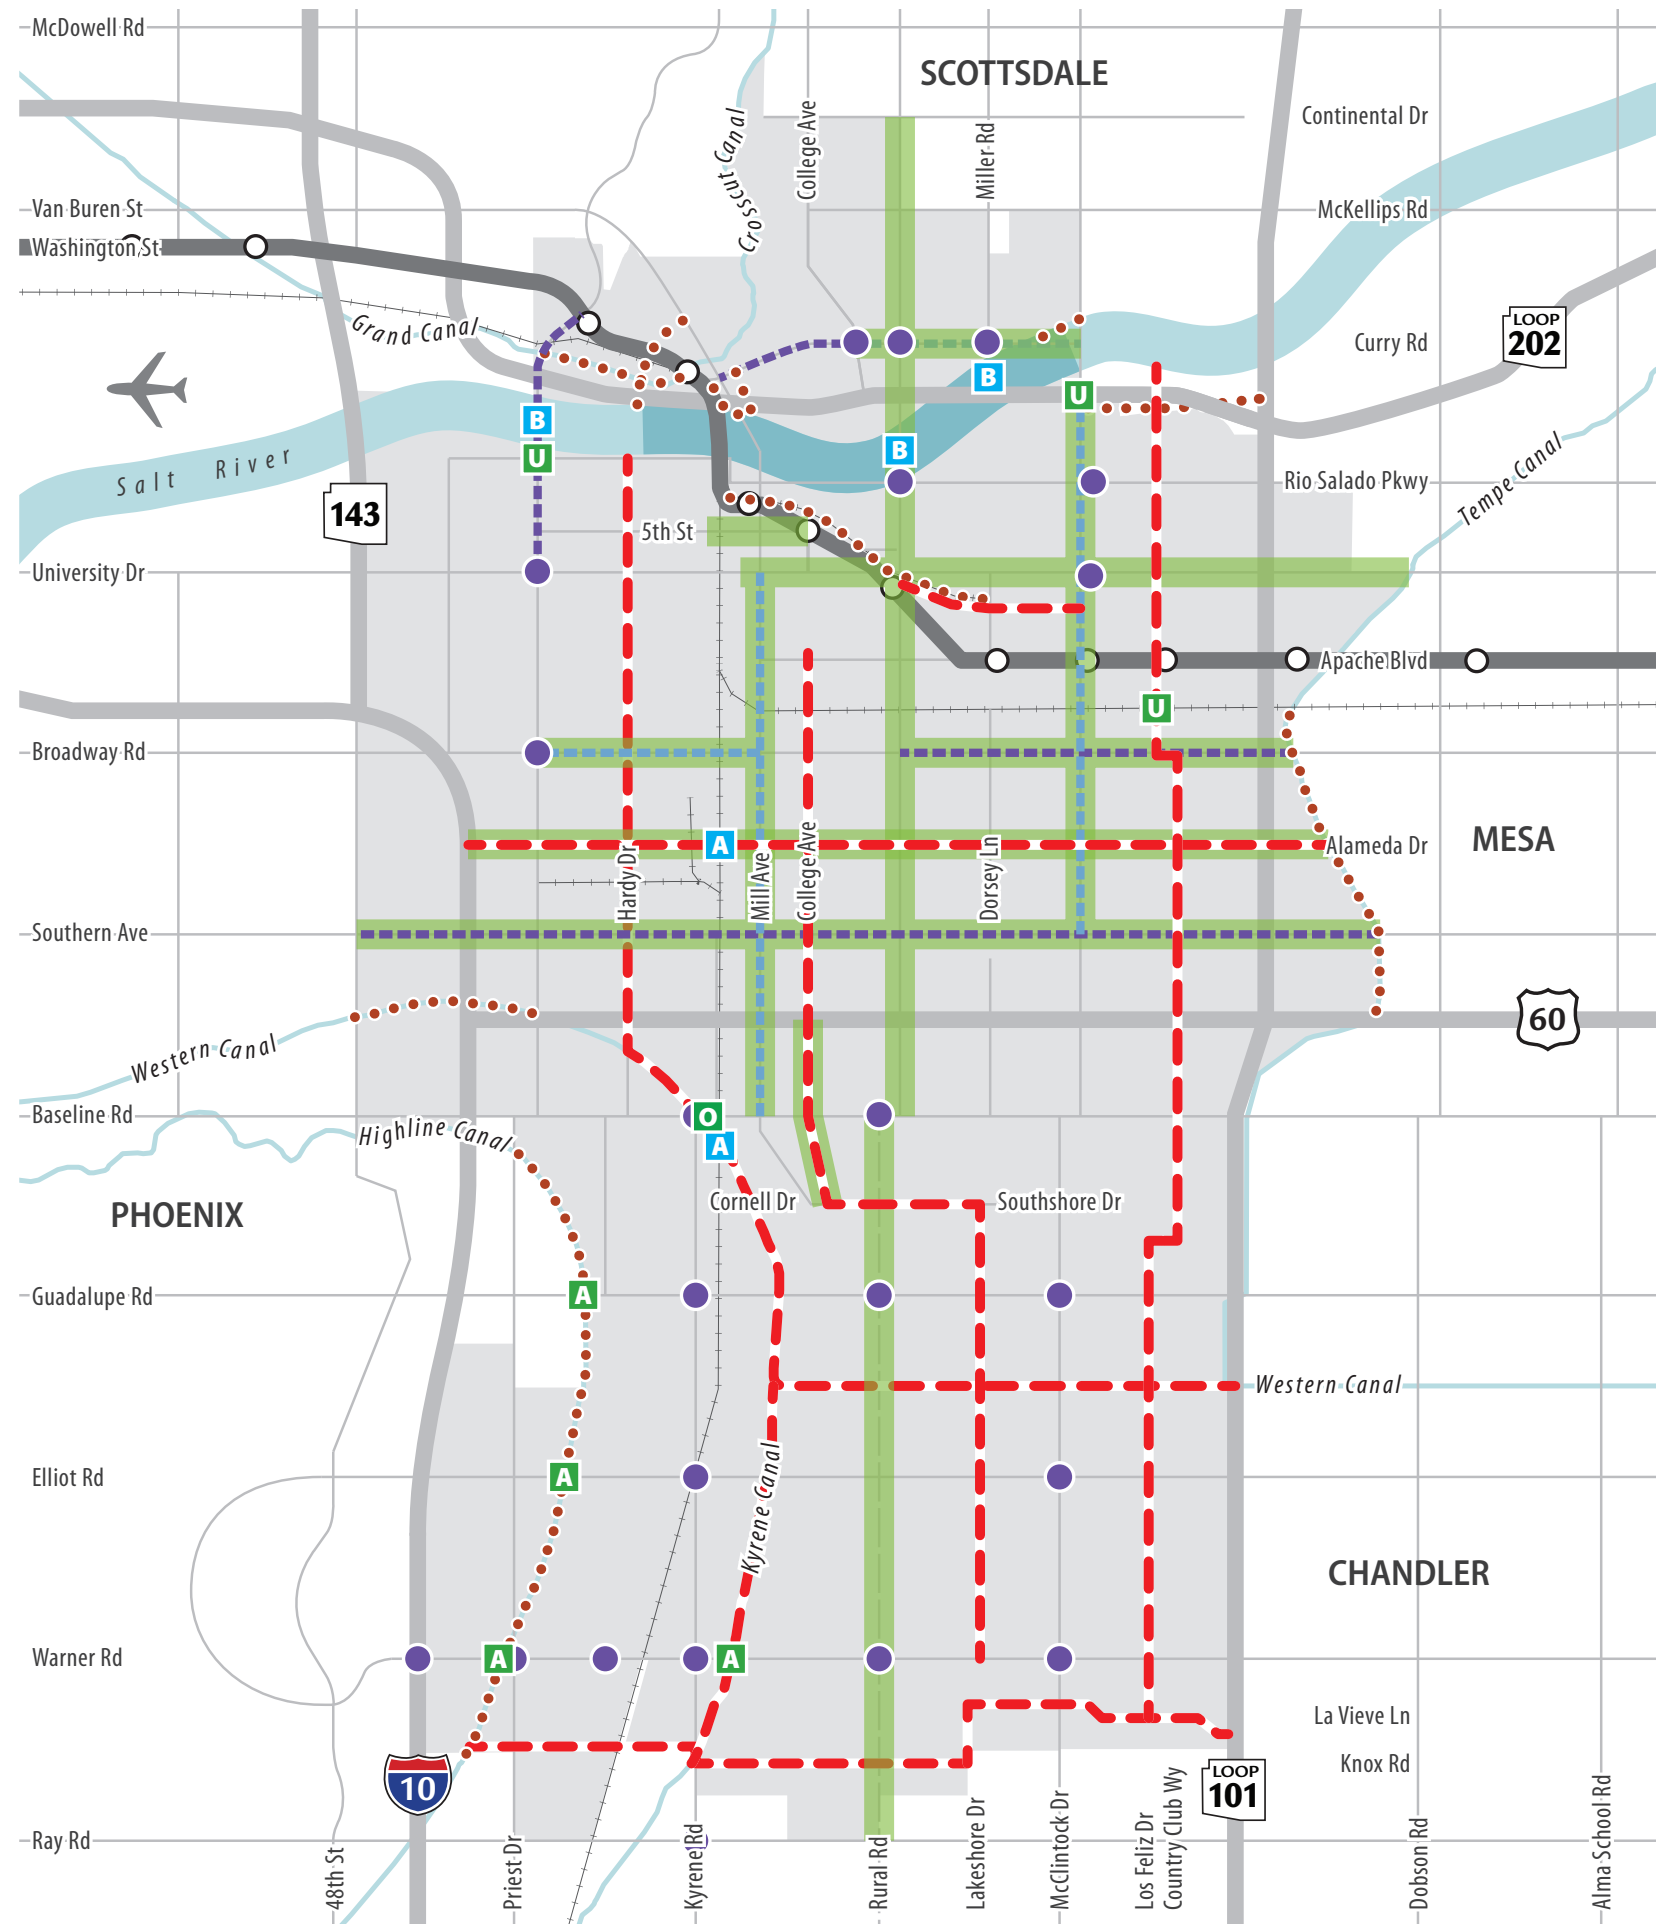 McDowell Rd
SCOTTSDALE
Continental Dr
College Ave
Miller Rd
Crosscut Canal
Van Buren St
McKellips Rd
Washington St
Grand Canal
LOOP
202
Curry Rd
B
U
B
B
U
Salt River
143
Rio Salado Pkwy
Tempe Canal
5th St
University Dr
Apache Blvd
U
Broadway Rd
A
Alameda Dr
MESA
Hardy Dr
Mill Ave
College Ave
Dorsey Ln
Southern Ave
60
Western Canal
Baseline Rd
O
A
Highline Canal
PHOENIX
Cornell Dr
Southshore Dr
Guadalupe Rd
A
Western Canal
Elliot Rd
A
Kyrene Canal
CHANDLER
Warner Rd
A
A
La Vieve Ln
Knox Rd
10
LOOP
101
Ray Rd
48th St
Priest Dr
Kyrene Rd
Rural Rd
Lakeshore Dr
McClintock Dr
Los Feliz Dr
Country Club Wy
Dobson Rd
Alma School Rd